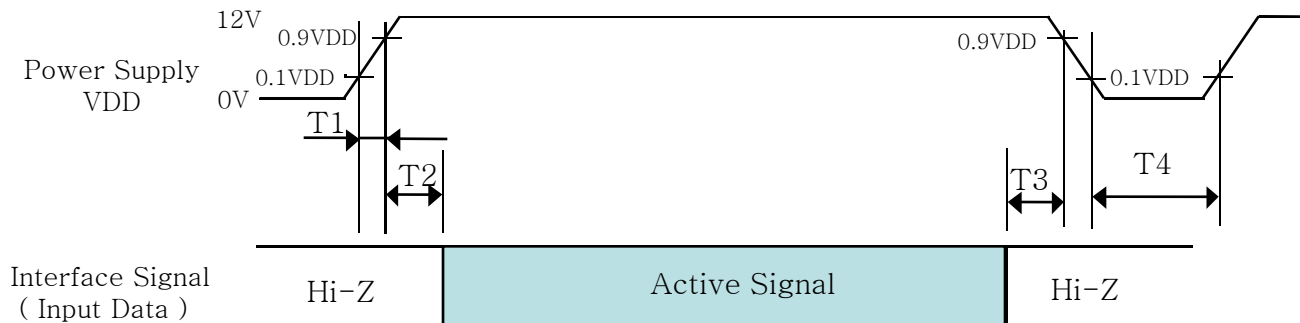 12V
0.9VDD
0.9VDD
Power Supply
VDD
0.1VDD
0.1VDD
0V
T1
T2
T3
T4
Interface Signal
( Input Data )
Hi-Z
Active Signal
Hi-Z